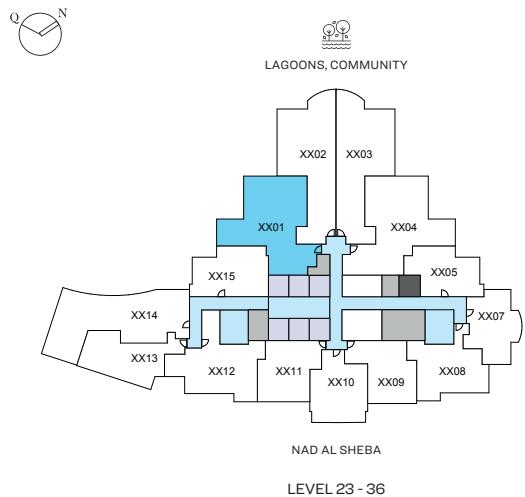 Q N
LAGOONS, COMMUNITY
XX02 XX03
XX01 XX04
XX15 XX05
XX14 XX07
XX13 XX12 XX11 XX10 XX09 XX08
NAD AL SHEBA
LEVEL 23 - 36